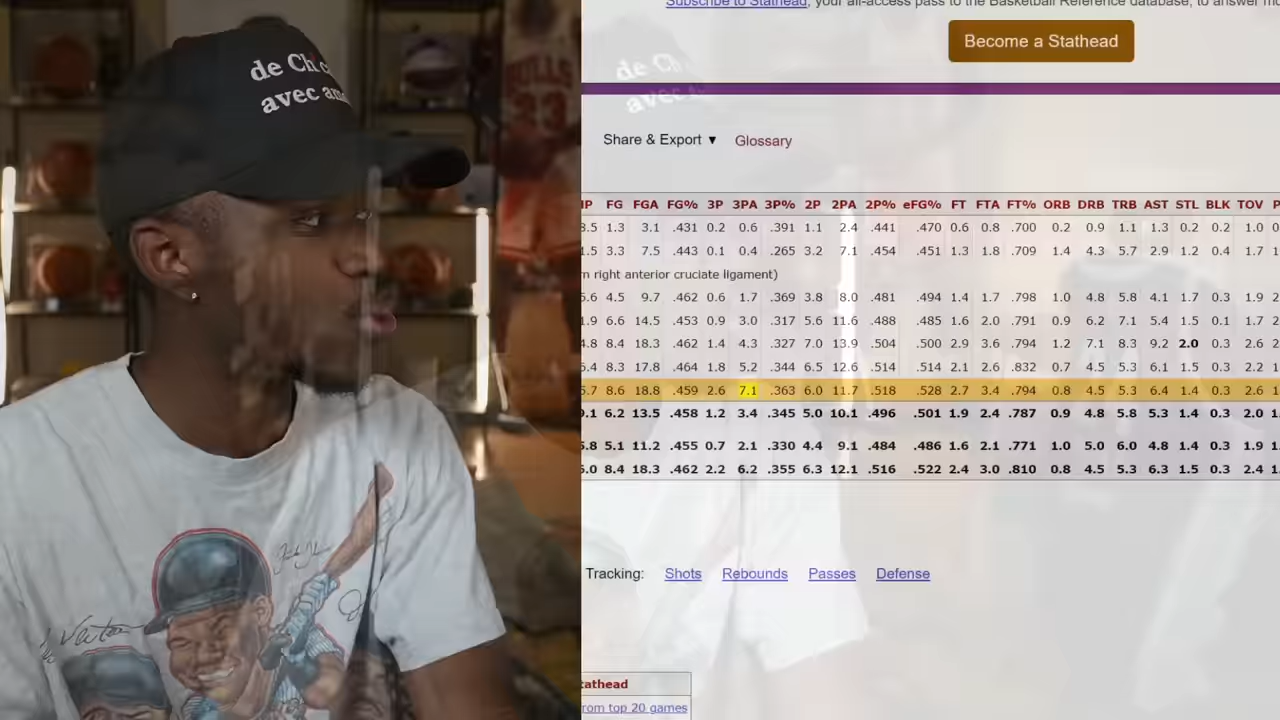 Subscribe to Stathead, your all-access pass to the Basketball Reference database, to answer
Become a Stathead
de Ch
avec
BULLS
23
Share & Export ▼ Glossary
FG FGA FG% 3P 3PA 3P% 2P 2PA 2P% eFG% FT FTA FT% ORB DRB TRB AST STL BLK TOV
1.3 3.1 .431 0.2 0.6 .391 1.1 2.4 .441 .470 0.6 0.8 .700 0.2 0.9 1.1 1.3 0.2 0.2 1.0
3.3 7.5 .443 0.1 0.4 .265 3.2 7.1 .454 .451 1.3 1.8 .709 1.4 4.3 5.7 2.9 1.2 0.4 1.7
right anterior cruciate ligament)
4.5 9.7 .462 0.6 1.7 .369 3.8 8.0 .481 .494 1.4 1.7 .798 1.0 4.8 5.8 4.1 1.7 0.3 1.9
6.6 14.5 .453 0.9 3.0 .317 5.6 11.6 .488 .485 1.6 2.0 .791 0.9 6.2 7.1 5.4 1.5 0.1 1.7
8.4 18.3 .462 1.4 4.3 .327 7.0 13.9 .504 .500 2.9 3.6 .794 1.2 7.1 8.3 9.2 2.0 0.3 2.6
8.3 17.8 .464 1.8 5.2 .344 6.5 12.6 .514 .514 2.1 2.6 .832 0.7 4.5 5.3 6.1 1.5 0.3 2.2
8.6 18.8 .459 2.6 7.1 .363 6.0 11.7 .518 .528 2.7 3.4 .794 0.8 4.5 5.3 6.4 1.4 0.3 2.6
6.2 13.5 .458 1.2 3.4 .345 5.0 10.1 .496 .501 1.9 2.4 .787 0.9 4.8 5.8 5.3 1.4 0.3 2.0
5.1 11.2 .455 0.7 2.1 .330 4.4 9.1 .484 .486 1.6 2.1 .771 1.0 5.0 6.0 4.8 1.4 0.3 1.9
8.4 18.3 .462 2.2 6.2 .355 6.3 12.1 .516 .522 2.4 3.0 .810 0.8 4.5 5.3 6.3 1.5 0.3 2.4
Tracking: Shots Rebounds Passes Defense
tathead
rom top 20 games